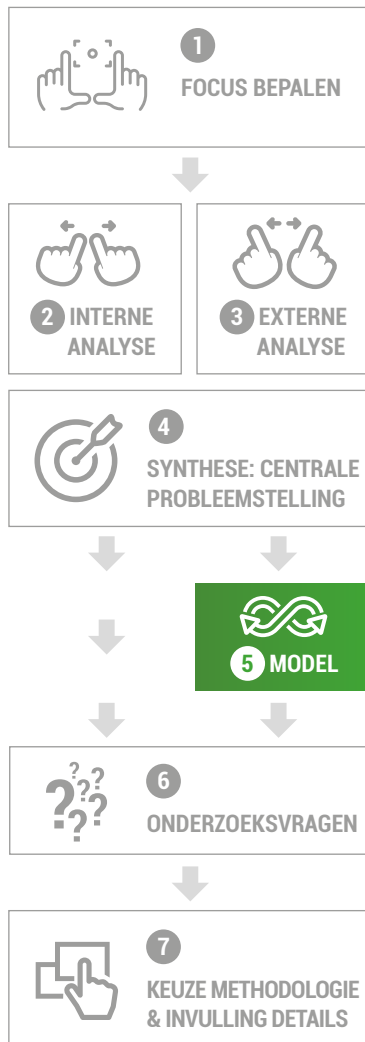 1
FOCUS BEPALEN
2 INTERNE
ANALYSE
3 EXTERNE
ANALYSE
4
SYNTHESE: CENTRALE
PROBLEEMSTELLING
5 MODEL
? ? ? ? ? ?
6
ONDERZOEKSVRAGEN
7
KEUZE METHODOLOGIE
& INVULLING DETAILS